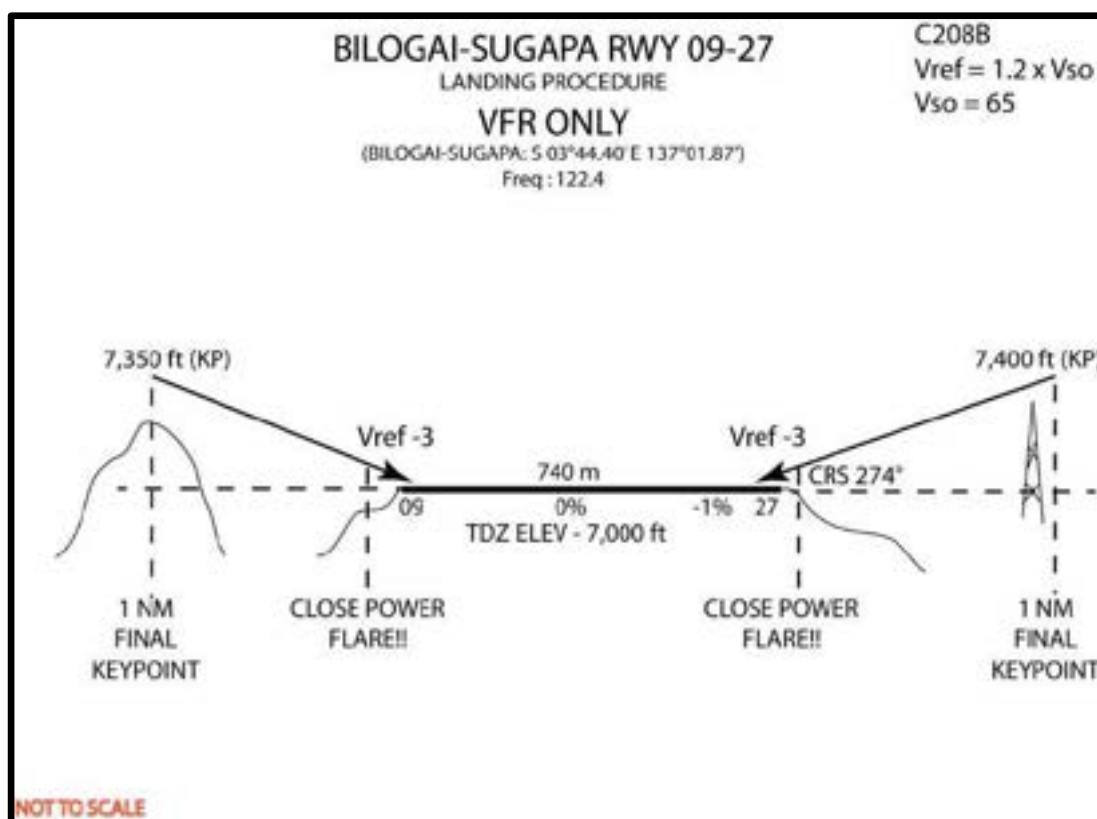 BILOGAI-SUGAPA RWY 09-27
LANDING PROCEDURE
VFR ONLY
(BILOGAI-SUGAPA: S 03°44.40' E 137°01.87')
Freq : 122.4
C208B
Vref = 1.2 x Vso
Vso = 65
7,350 ft (KP)
7,400 ft (KP)
Vref -3
Vref -3
740 m
CRS 274°
09
0%
-1%
27
TDZ ELEV - 7,000 ft
1 NM
FINAL
KEYPOINT
CLOSE POWER
FLARE!!
CLOSE POWER
FLARE!!
1 NM
FINAL
KEYPOINT
NOT TO SCALE